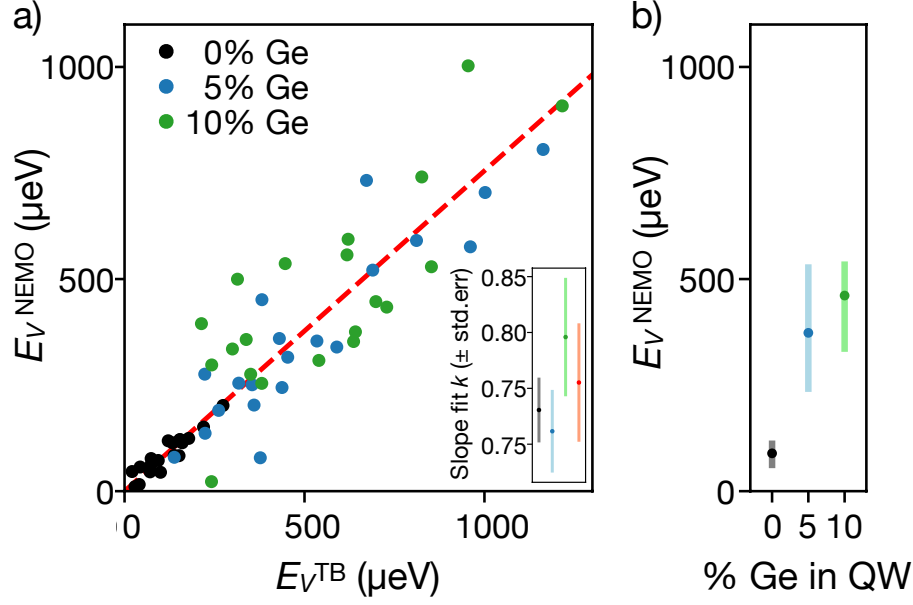 a)
b)
0% Ge
5% Ge
10% Ge
1000
500
0
E_V^NEMO (µeV)
0
500
1000
E_V^TB (µeV)
0.85
0.80
0.75
0.75
Slope fit k (± std.err)
1000
500
0
E_V^NEMO (µeV)
0 5 10
% Ge in QW